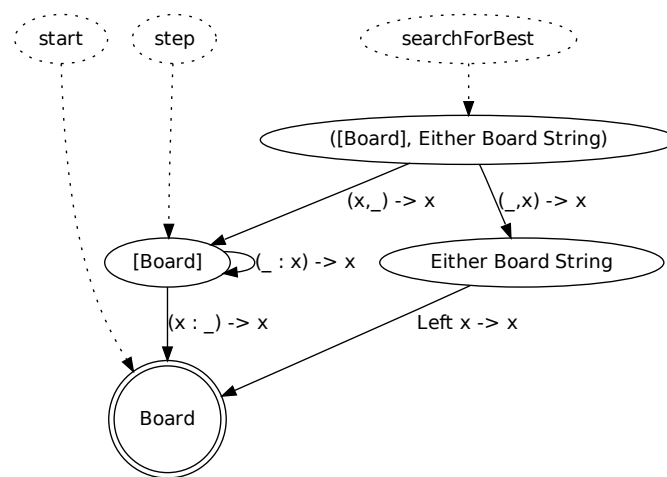 start
step
searchForBest
([Board], Either Board String)
(x,_) -> x
(_,x) -> x
[Board]
(_ : x) -> x
Either Board String
(x : _) -> x
Left x -> x
Board